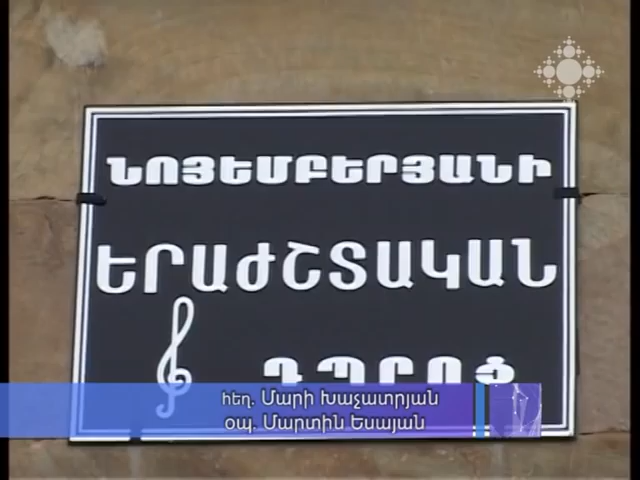 ՆՈՅԵՄԲԵՐՅԱՆԻ
ԵՐԱԺՇՏԱԿԱՆ
ԴՊՐՈՑ
հեղ. Մարի Խաչատրյան
օպ. Մարտին Եսայան